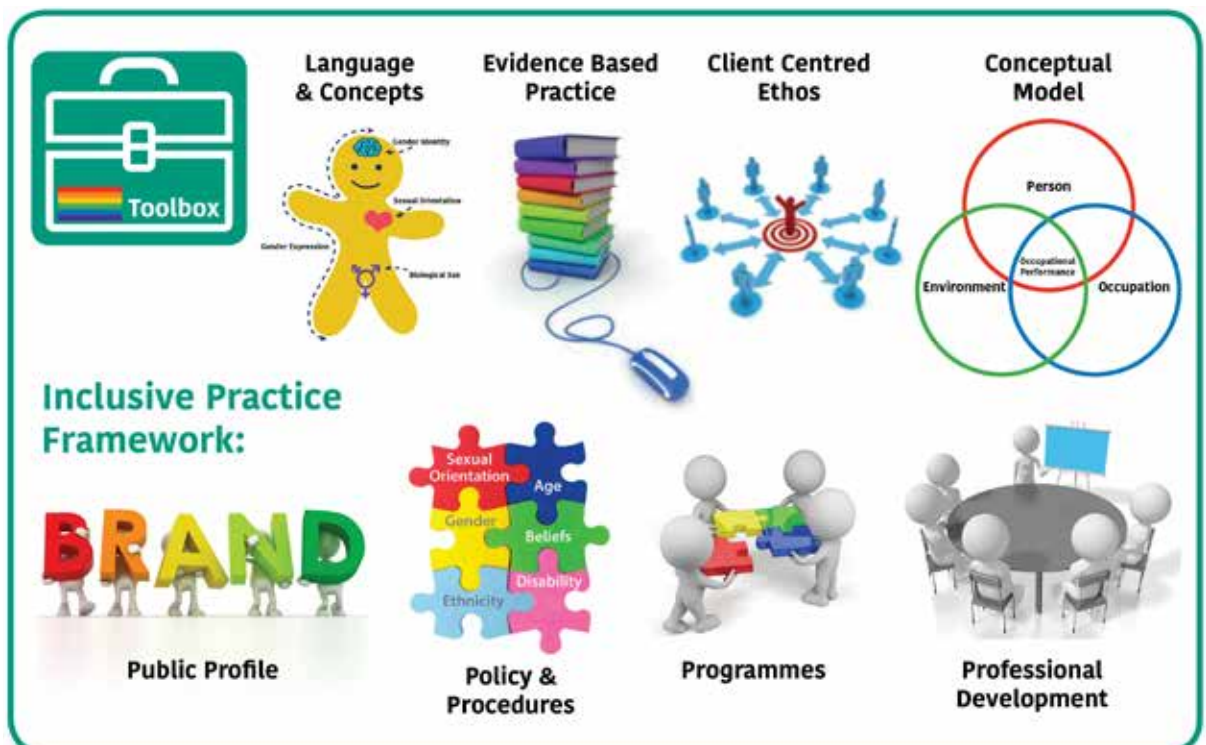 Toolbox
Language
& Concepts
Gender Identity
Sexual Orientation
Gender Expression
Biological Sex
Evidence Based
Practice
Client Centred
Ethos
Conceptual
Model
Person
Occupational
Performance
Environment
Occupation
Inclusive Practice
Framework:
BRAND
Public Profile
Sexual
Orientation
Age
Gender
Beliefs
Disability
Ethnicity
Policy &
Procedures
Programmes
Professional
Development